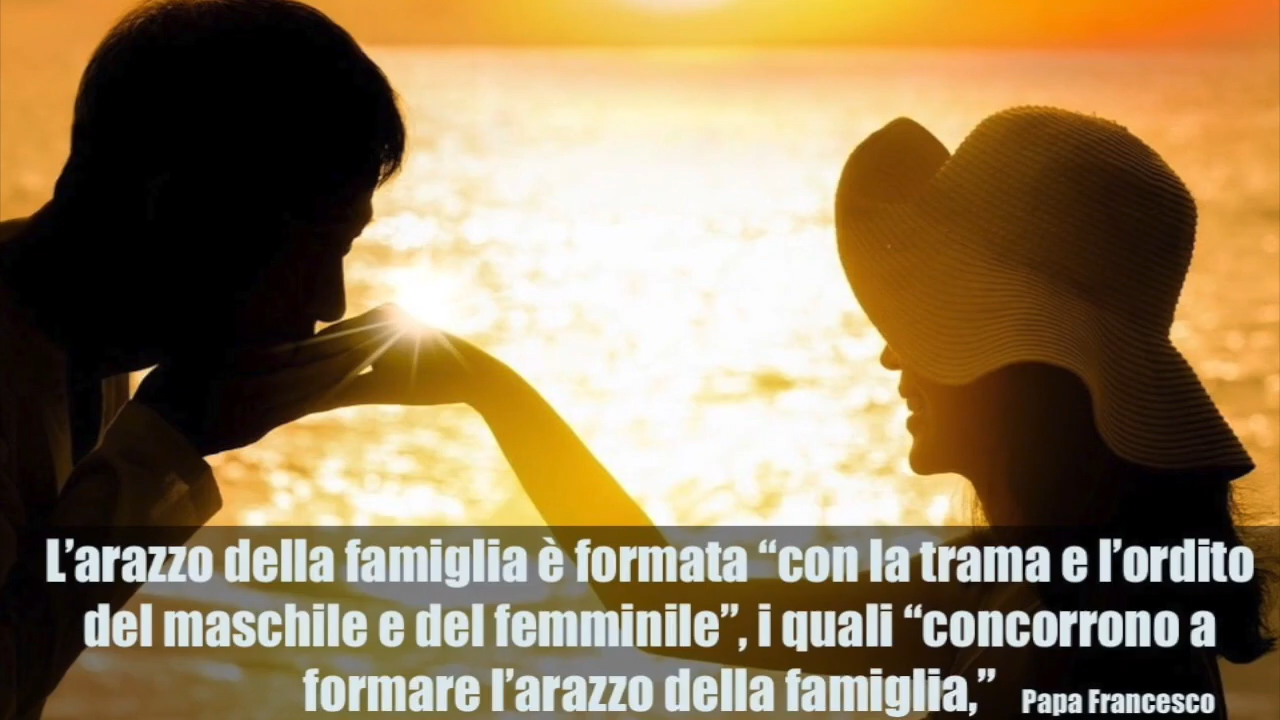 L’arazzo della famiglia è formata “con la trama e l’ordito
del maschile e del femminile”, i quali “concorrono a
formare l’arazzo della famiglia,” Papa Francesco